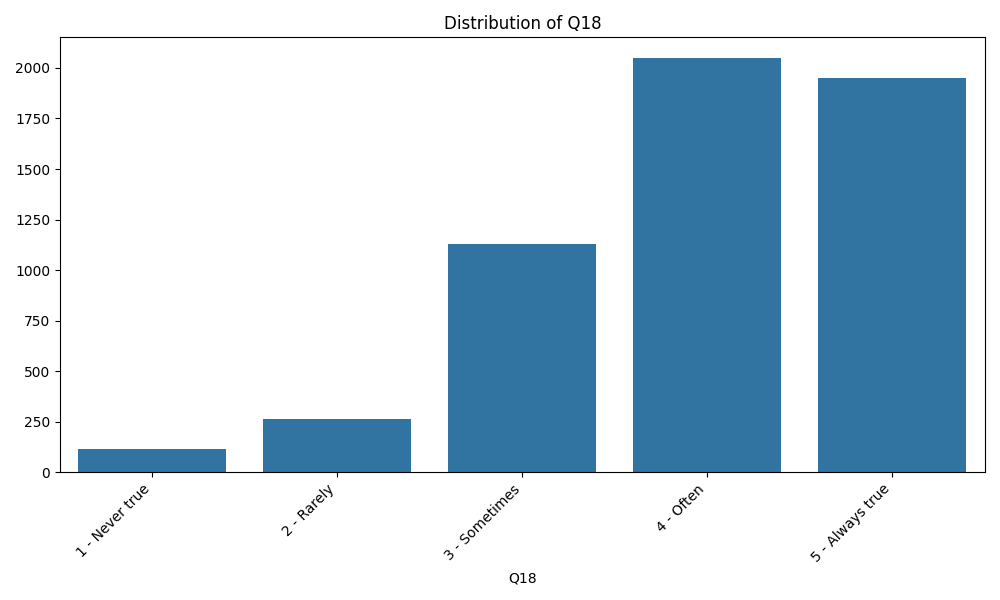 Distribution of Q18
2000
1750
1500
1250
1000
750
500
250
0
1 - Never true
2 - Rarely
3 - Sometimes
4 - Often
5 - Always true
Q18